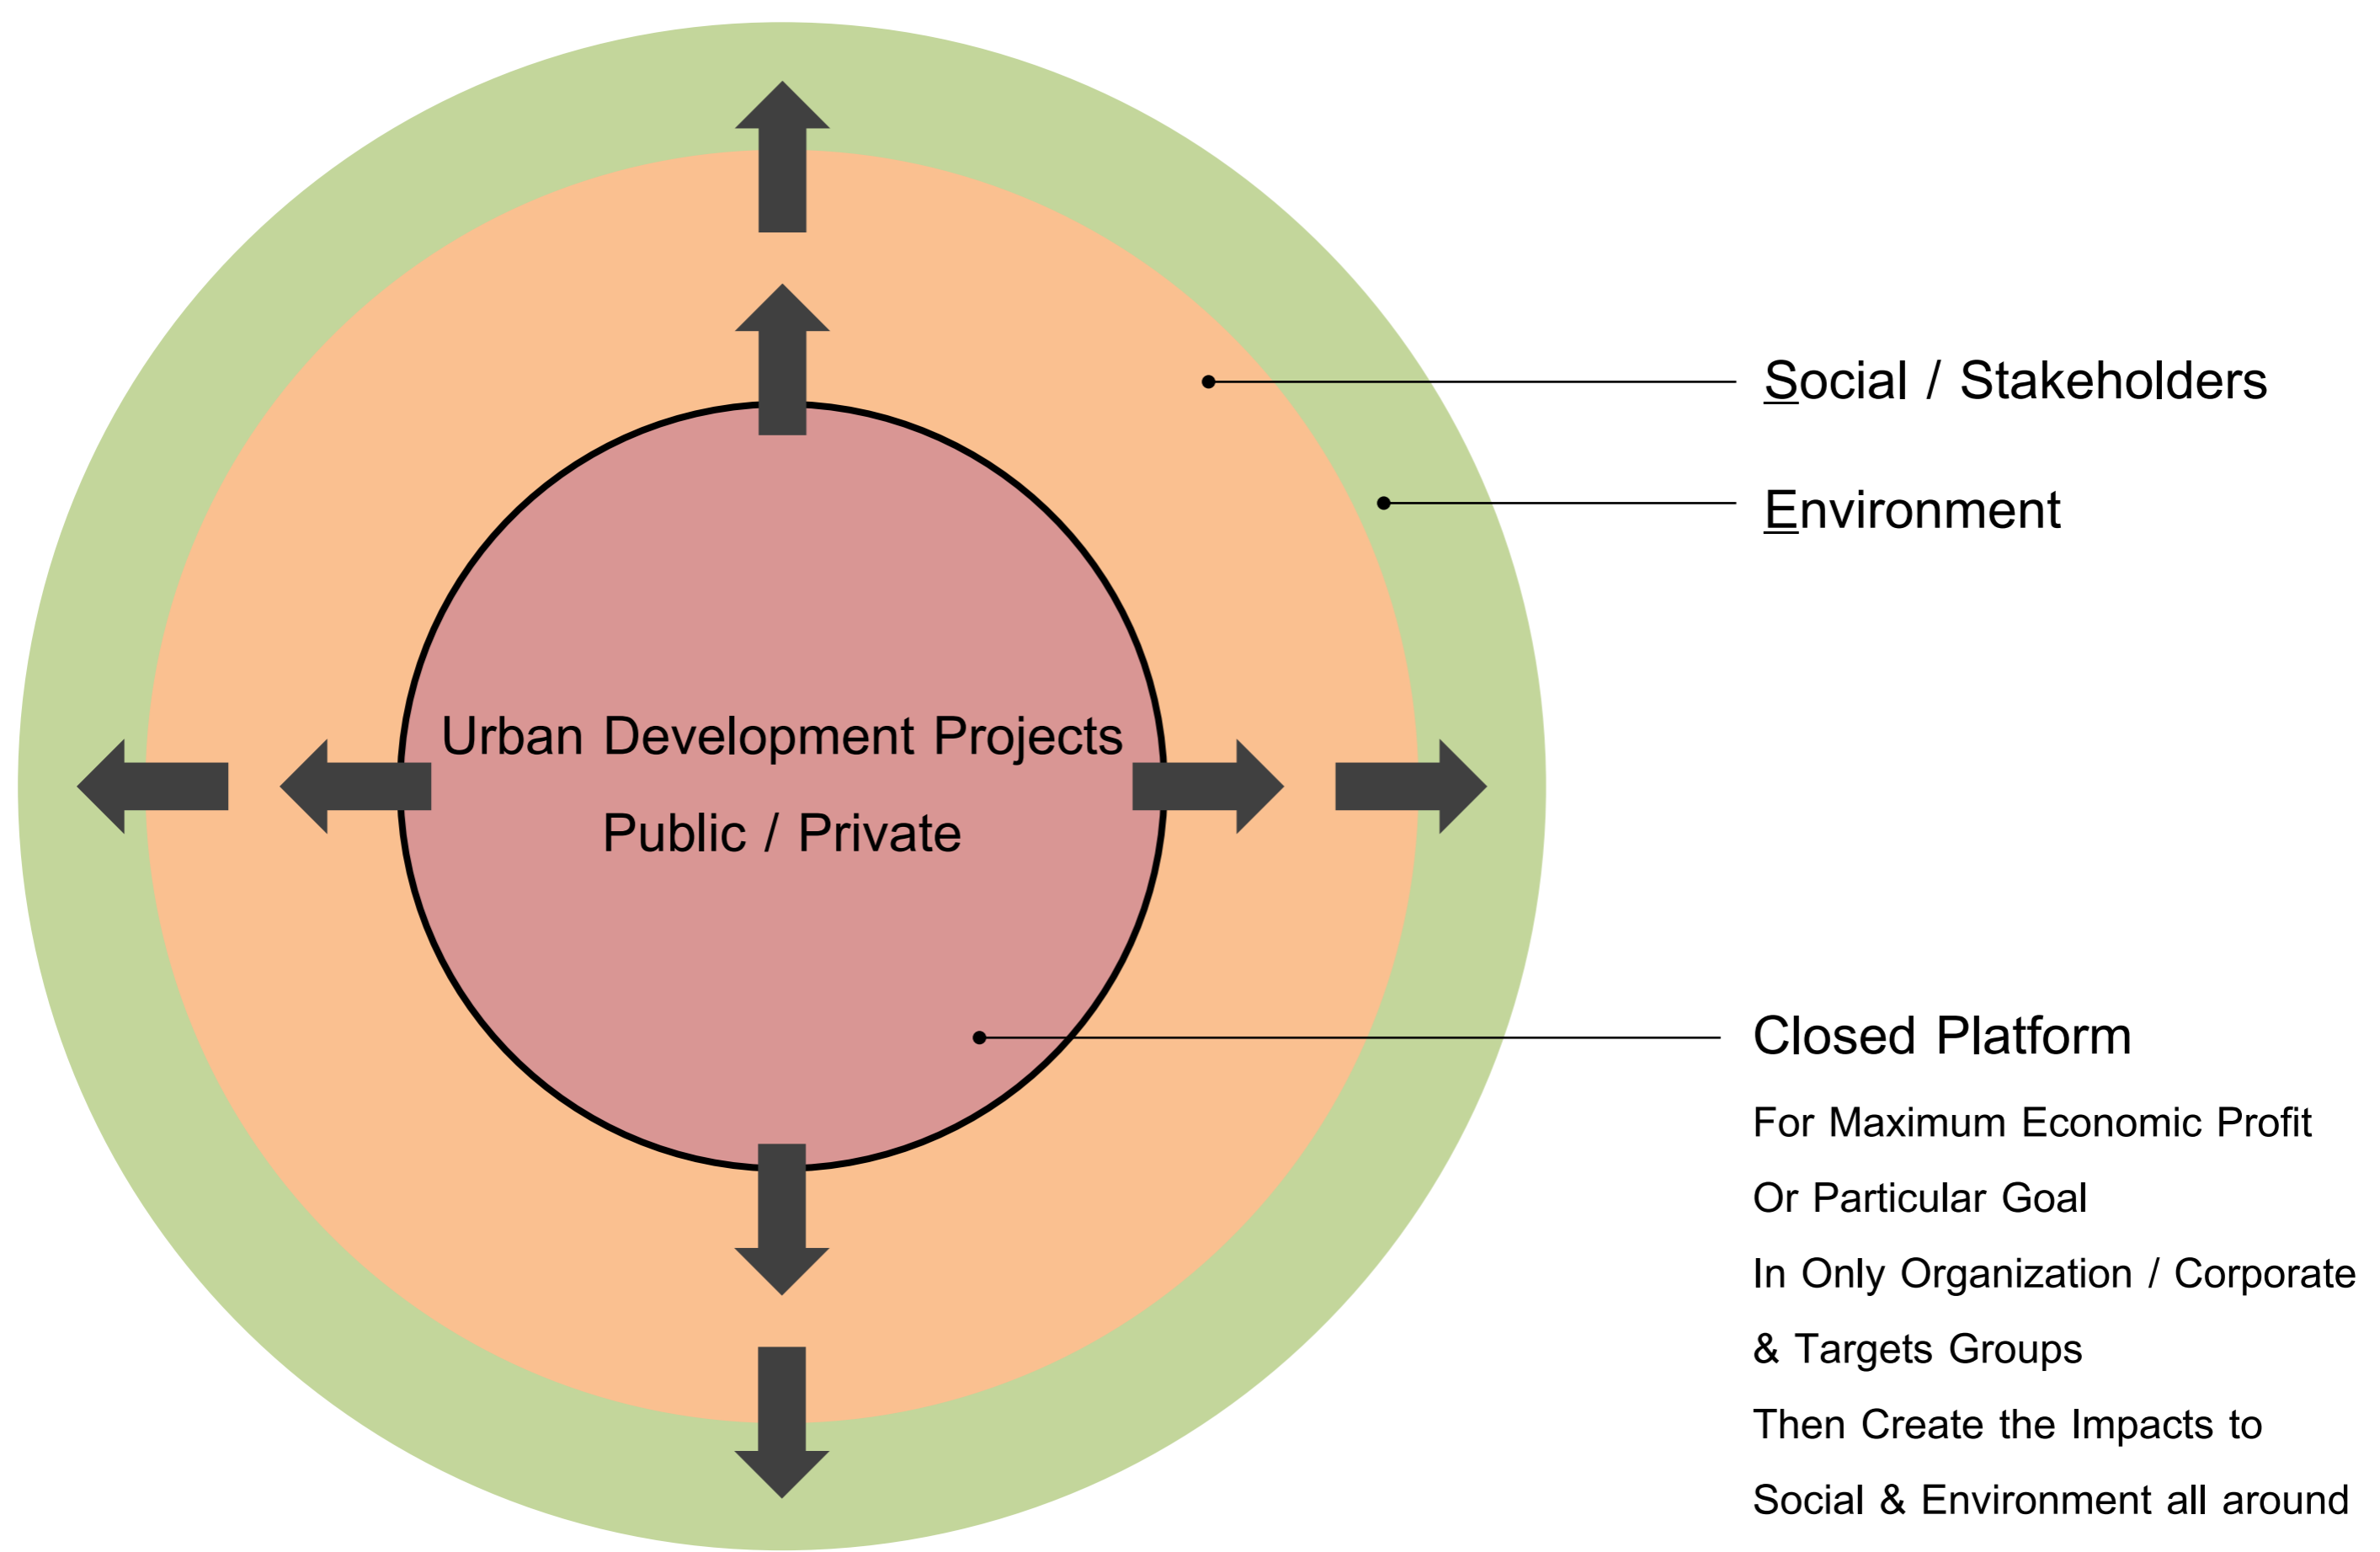 Social / Stakeholders
Environment
Urban Development Projects
Public / Private
Closed Platform
For Maximum Economic Profit
Or Particular Goal
In Only Organization / Corporate
& Targets Groups
Then Create the Impacts to
Social & Environment all around